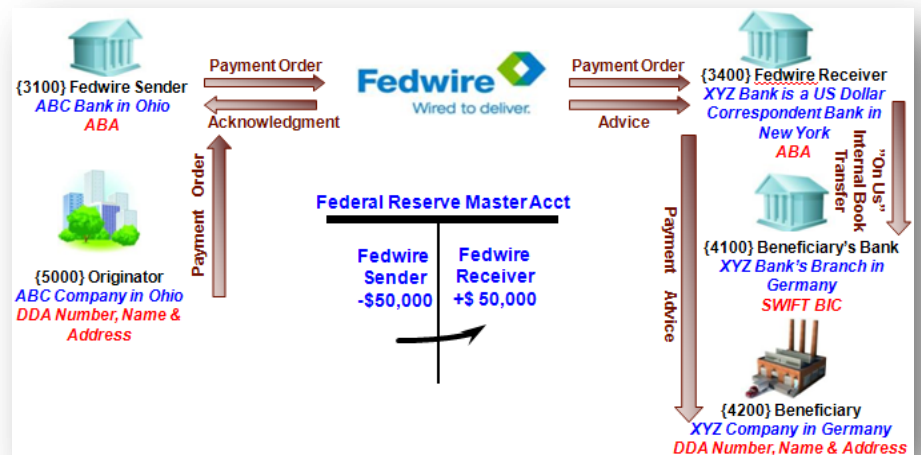 {3100} Fedwire Sender
ABC Bank in Ohio
ABA
Payment Order
Acknowledgment
Fedwire
Wired to deliver.
Payment Order
Advice
{3400} Fedwire Receiver
XYZ Bank is a US Dollar
Correspondent Bank in
New York
ABA
Payment Order
{5000} Originator
ABC Company in Ohio
DDA Number, Name &
Address
Federal Reserve Master Acct
Fedwire
Sender
-$50,000
Fedwire
Receiver
+$ 50,000
Payment Advice
"On Us"
Internal Book
Transfer
{4100} Beneficiary's Bank
XYZ Bank's Branch in
Germany
SWIFT BIC
{4200} Beneficiary
XYZ Company in Germany
DDA Number, Name & Address